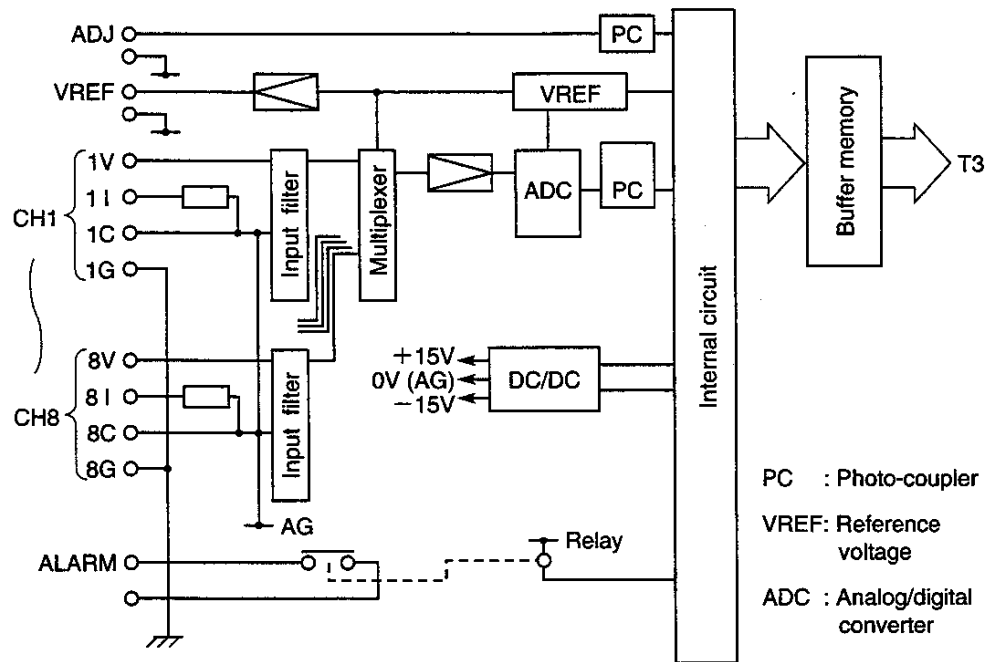 ADJ
PC
VREF
VREF
1V
1I
1C
1G
CH1
Input filter
Multiplexer
ADC
PC
Internal circuit
Buffer memory
T3
8V
8I
8C
8G
CH8
Input filter
AG
+15V
0V (AG)
−15V
DC/DC
ALARM
Relay
PC : Photo-coupler
VREF: Reference
voltage
ADC : Analog/digital
converter